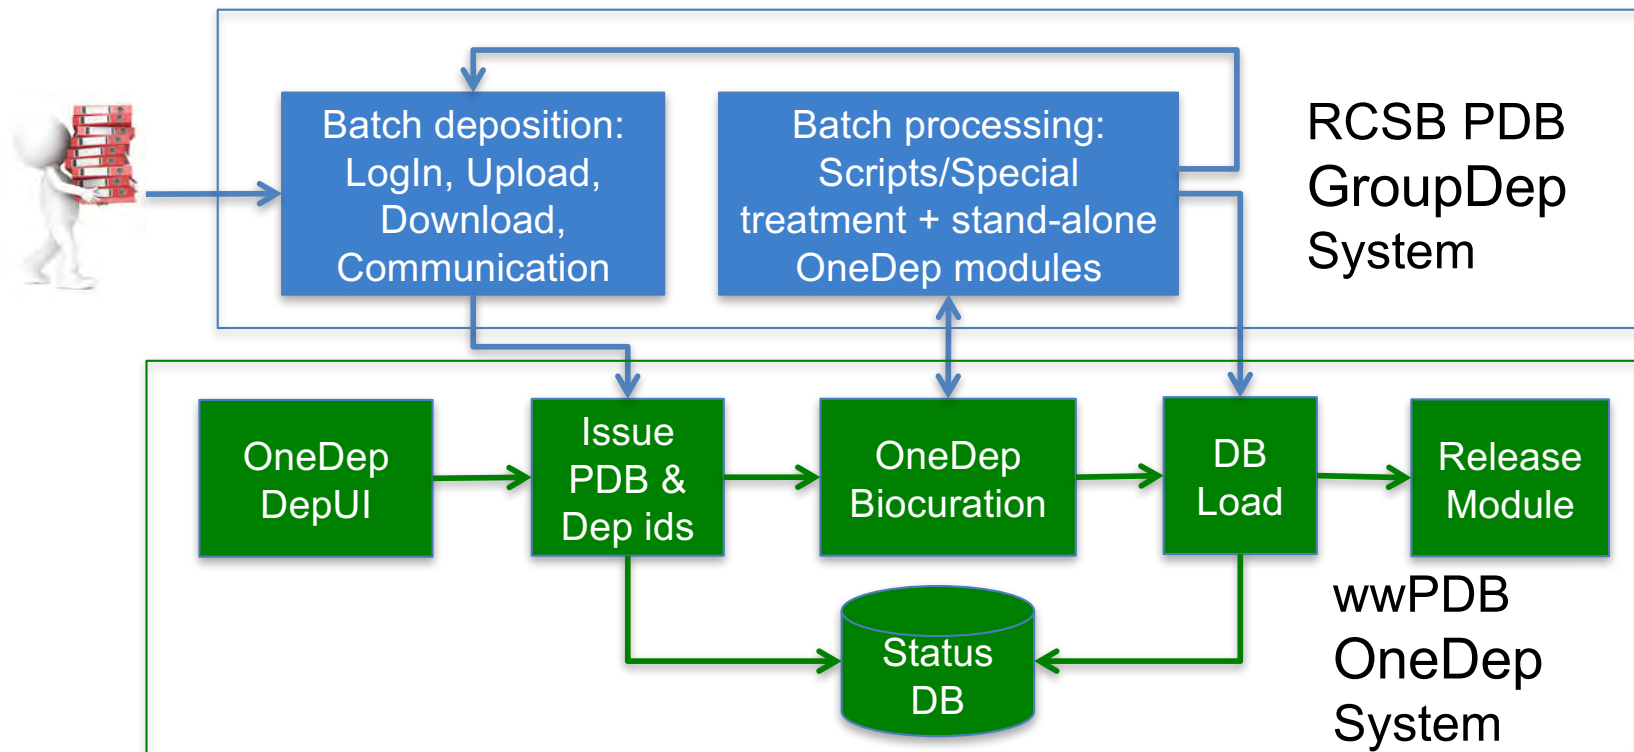 Batch deposition:
LogIn, Upload,
Download,
Communication
Batch processing:
Scripts/Special
treatment + stand-alone
OneDep modules
RCSB PDB
GroupDep
System
OneDep
DepUI
Issue
PDB &
Dep ids
OneDep
Biocuration
DB
Load
Release
Module
Status
DB
wwPDB
OneDep
System